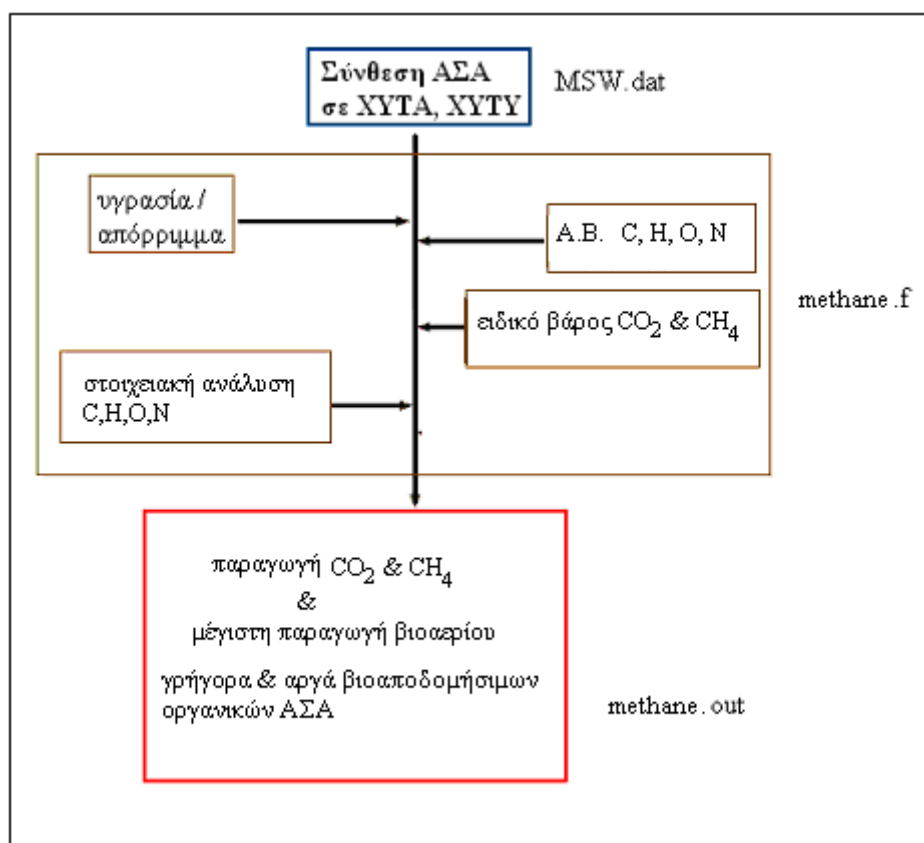 Σύνθεση ΑΣΑ
σε ΧΥΤΑ, ΧΥΤΥ
MSW.dat
υγρασία /
απόρριμμα
Α.Β. C, H, O, N
methane.f
ειδικό βάρος CO₂ & CH₄
στοιχειακή ανάλυση
C,H,O,N
παραγωγή CO₂ & CH₄
&
μέγιστη παραγωγή βιοαερίου
γρήγορα & αργά βιοαποδομήσιμων
οργανικών ΑΣΑ
methane.out